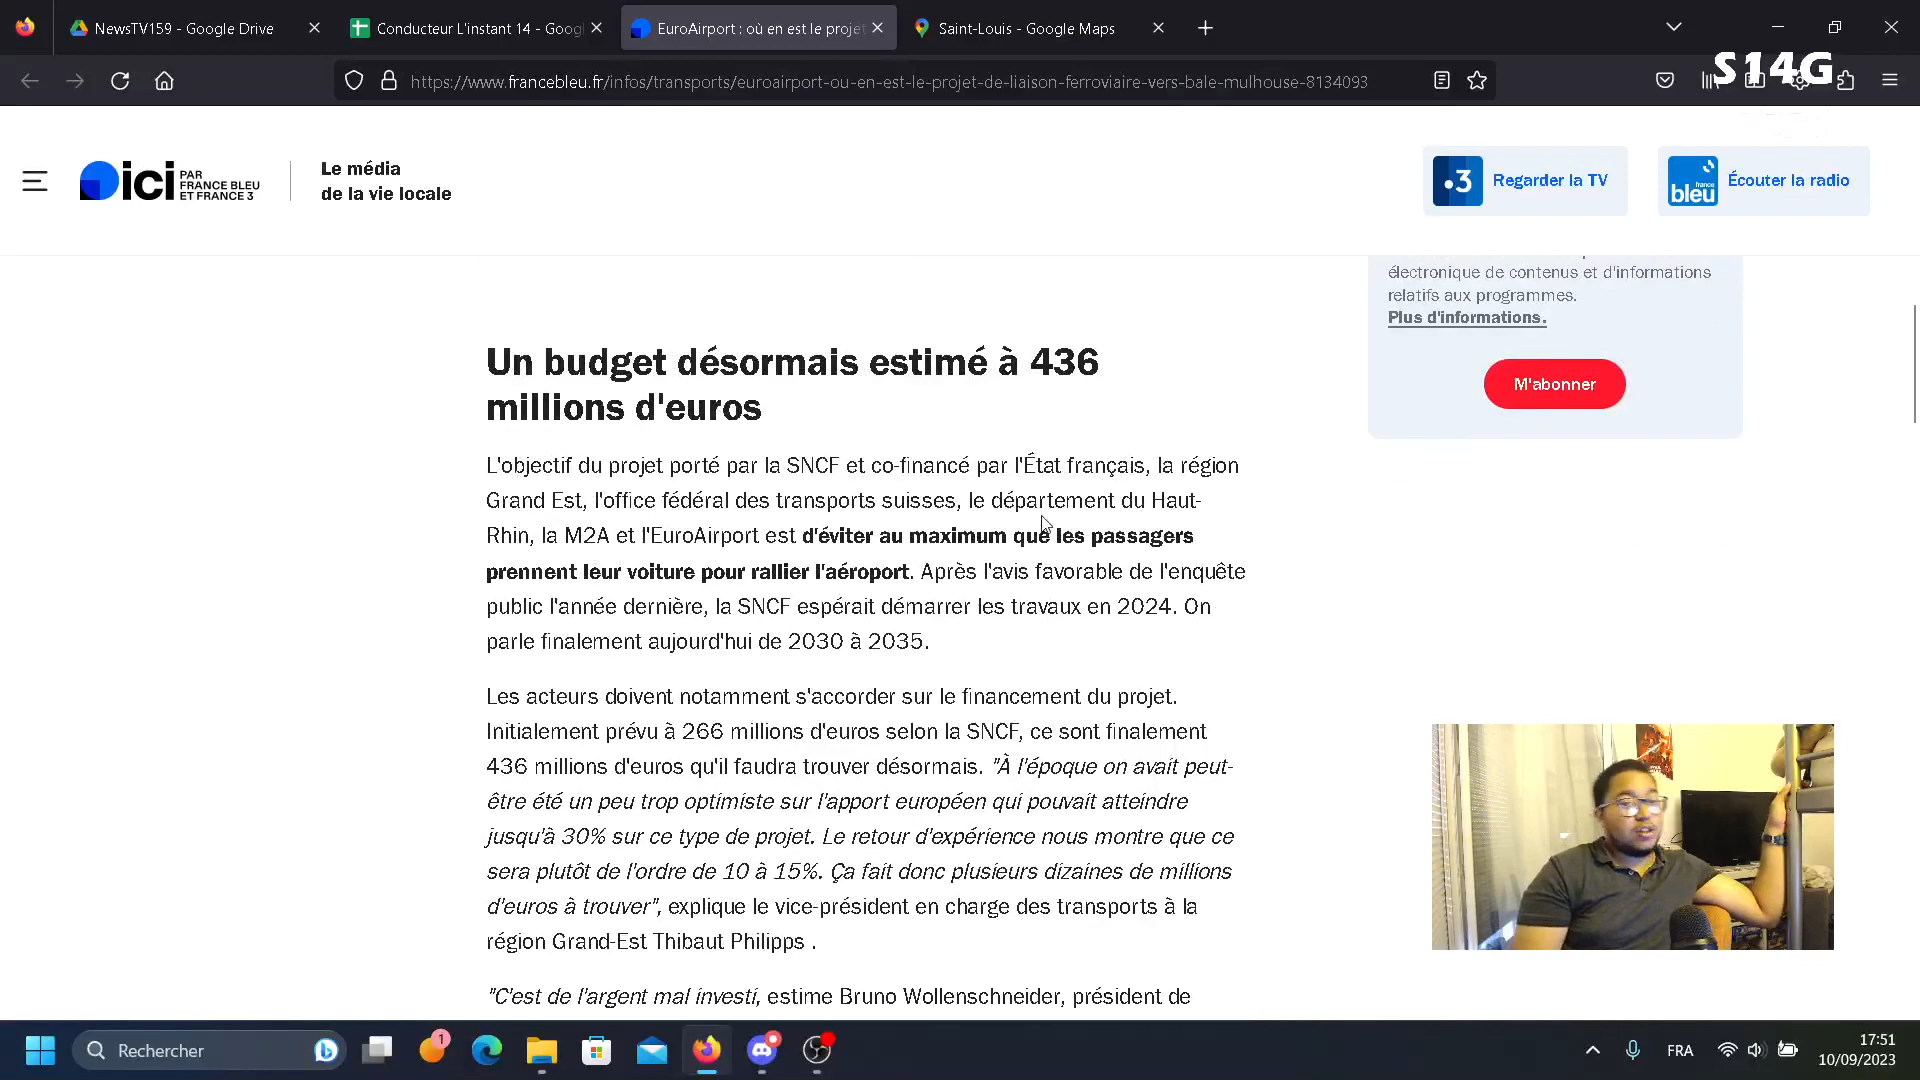 NewsTV159 - Google Drive
Conducteur L'instant 14 - Goog
EuroAirport : où en est le projet
Saint-Louis - Google Maps
https://www.francebleu.fr/infos/transports/euroairport-ou-en-est-le-projet-de-liaison-ferroviaire-vers-bale-mulhouse-8134093
S14G
ici PAR FRANCE BLEU ET FRANCE 3
Le média
de la vie locale
.3 Regarder la TV
france bleu Écouter la radio
électronique de contenus et d'informations
relatifs aux programmes.
Plus d'informations.
M'abonner
Un budget désormais estimé à 436
millions d'euros
L'objectif du projet porté par la SNCF et co-financé par l'État français, la région
Grand Est, l'office fédéral des transports suisses, le département du Haut-
Rhin, la M2A et l'EuroAirport est d'éviter au maximum que les passagers
prennent leur voiture pour rallier l'aéroport. Après l'avis favorable de l'enquête
public l'année dernière, la SNCF espérait démarrer les travaux en 2024. On
parle finalement aujourd'hui de 2030 à 2035.
Les acteurs doivent notamment s'accorder sur le financement du projet.
Initialement prévu à 266 millions d'euros selon la SNCF, ce sont finalement
436 millions d'euros qu'il faudra trouver désormais. "À l'époque on avait peut-
être été un peu trop optimiste sur l'apport européen qui pouvait atteindre
jusqu'à 30% sur ce type de projet. Le retour d'expérience nous montre que ce
sera plutôt de l'ordre de 10 à 15%. Ça fait donc plusieurs dizaines de millions
d'euros à trouver", explique le vice-président en charge des transports à la
région Grand-Est Thibaut Philipps .
"C'est de l'argent mal investi, estime Bruno Wollenschneider, président de
Rechercher
1
FRA
17:51
10/09/2023